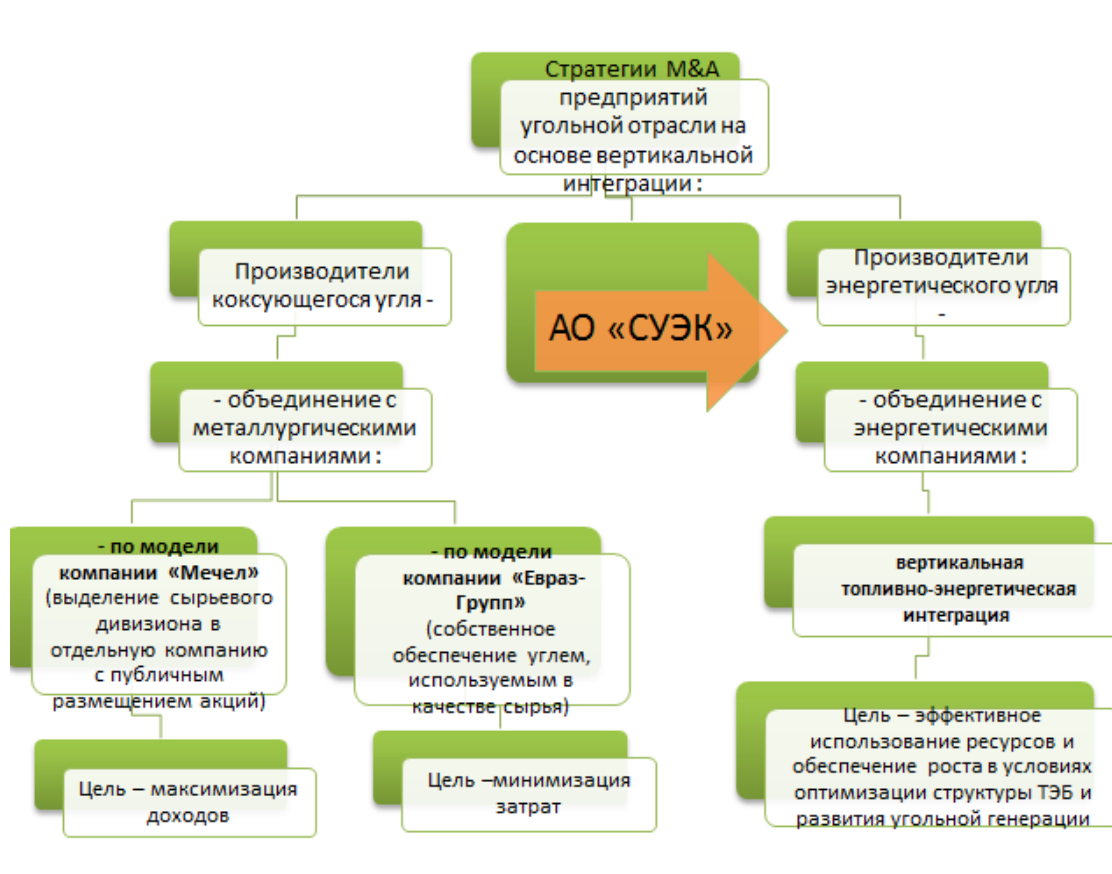 Стратегии M&A
предприятий
угольной отрасли на
основе вертикальной
интеграции :
Производители
коксующегося угля -
АО «СУЭК»
Производители
энергетического угля
-
- объединение с
металлургическими
компаниями :
- объединение с
энергетическими
компаниями :
- по модели
компании «Мечел»
(выделение сырьевого
дивизиона в
отдельную компанию
с публичным
размещением акций)
- по модели
компании «Евраз-
Групп»
(собственное
обеспечение углем,
используемым в
качестве сырья)
вертикальная
топливно-энергетическая
интеграция
Цель – максимизация
доходов
Цель –минимизация
затрат
Цель – эффективное
использование ресурсов и
обеспечение роста в условиях
оптимизации структуры ТЭБ и
развития угольной генерации